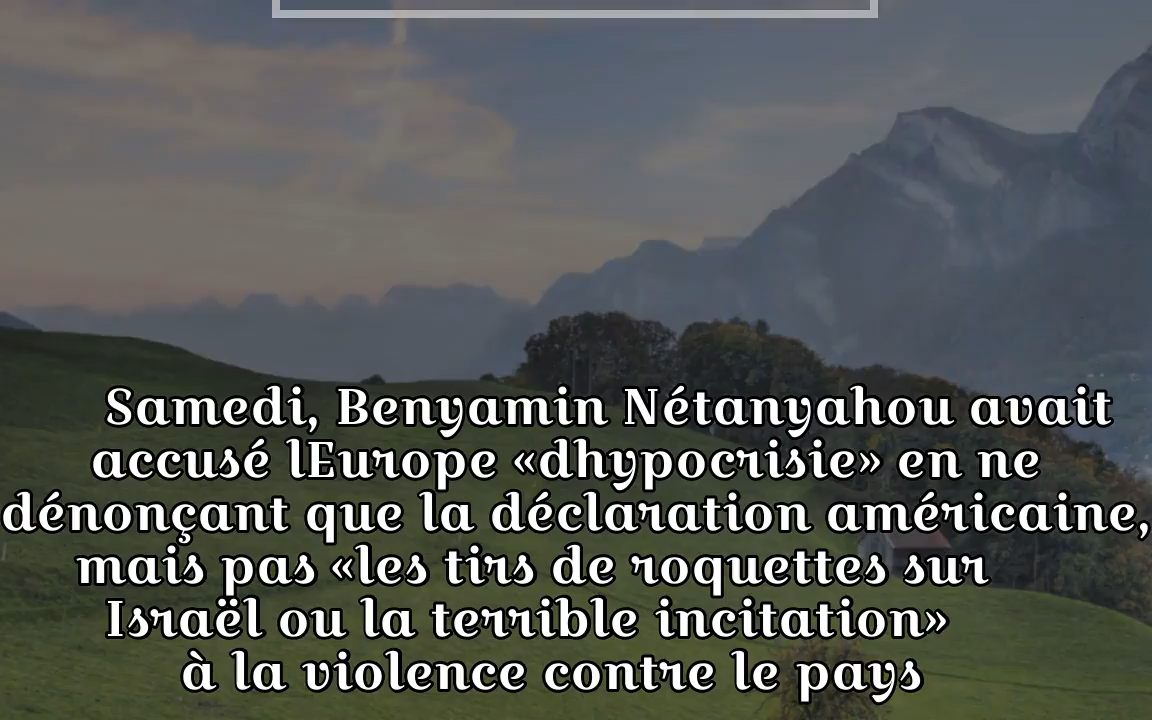 Samedi, Benyamin Nétanyahou avait
accusé lEurope «dhypocrisie» en ne
dénonçant que la déclaration américaine,
mais pas «les tirs de roquettes sur
Israël ou la terrible incitation»
à la violence contre le pays